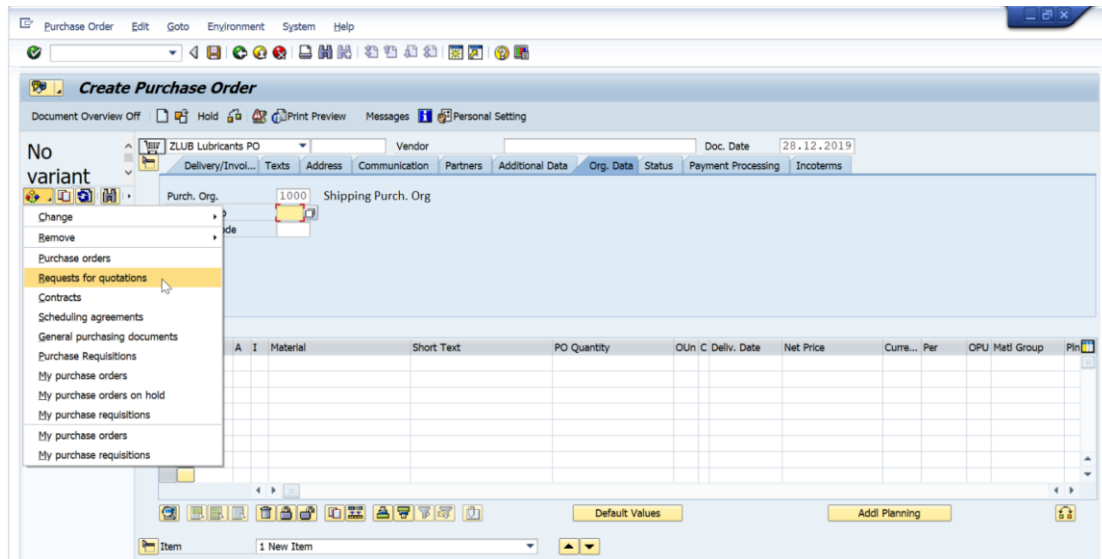 Purchase Order Edit Goto Environment System Help
Create Purchase Order
Document Overview Off Hold Print Preview Messages Personal Setting
No
variant
ZLUB Lubricants PO Vendor Doc. Date 28.12.2019
Delivery/Invoi... Texts Address Communication Partners Additional Data Org. Data Status Payment Processing Incoterms
Purch. Org. 1000 Shipping Purch. Org
Change
Remove
Purchase orders
Requests for quotations
Contracts
Scheduling agreements
General purchasing documents
Purchase Requisitions
My purchase orders
My purchase orders on hold
My purchase requisitions
My purchase orders
My purchase requisitions
A I Material Short Text PO Quantity OUn C Deliv. Date Net Price Curre... Per OPU Matl Group Pln
Default Values Addl Planning
Item 1 New Item